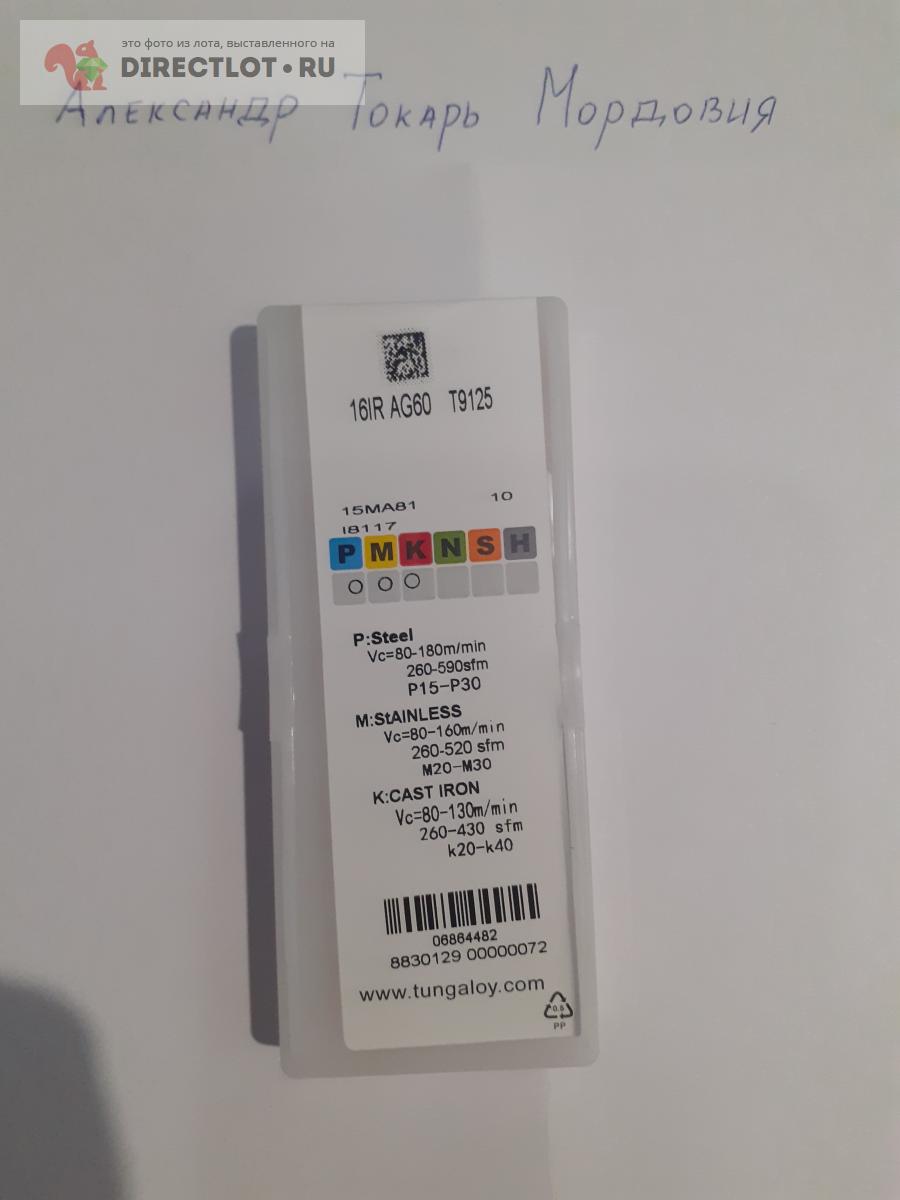 это фото из лота, выставленного на
DIRECTLOT.RU
Александр Токарь Мордовия
16IR AG60 T9125
15MA81 10
I8117
P M K N S H
P:Steel
Vc=80-180m/min
260-590sfm
P15-P30
M:StAINLESS
Vc=80-160m/min
260-520 sfm
M20-M30
K:CAST IRON
Vc=80-130m/min
260-430 sfm
k20-k40
06864482
8830129 00000072
www.tungaloy.com
0.5
PP